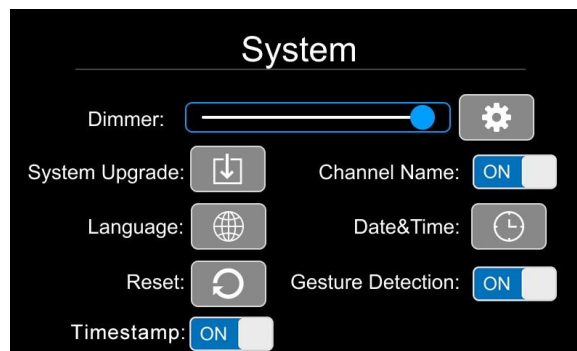 System
Dimmer:
System Upgrade: Channel Name: ON
Language: Date&Time:
Reset: Gesture Detection: ON
Timestamp: ON